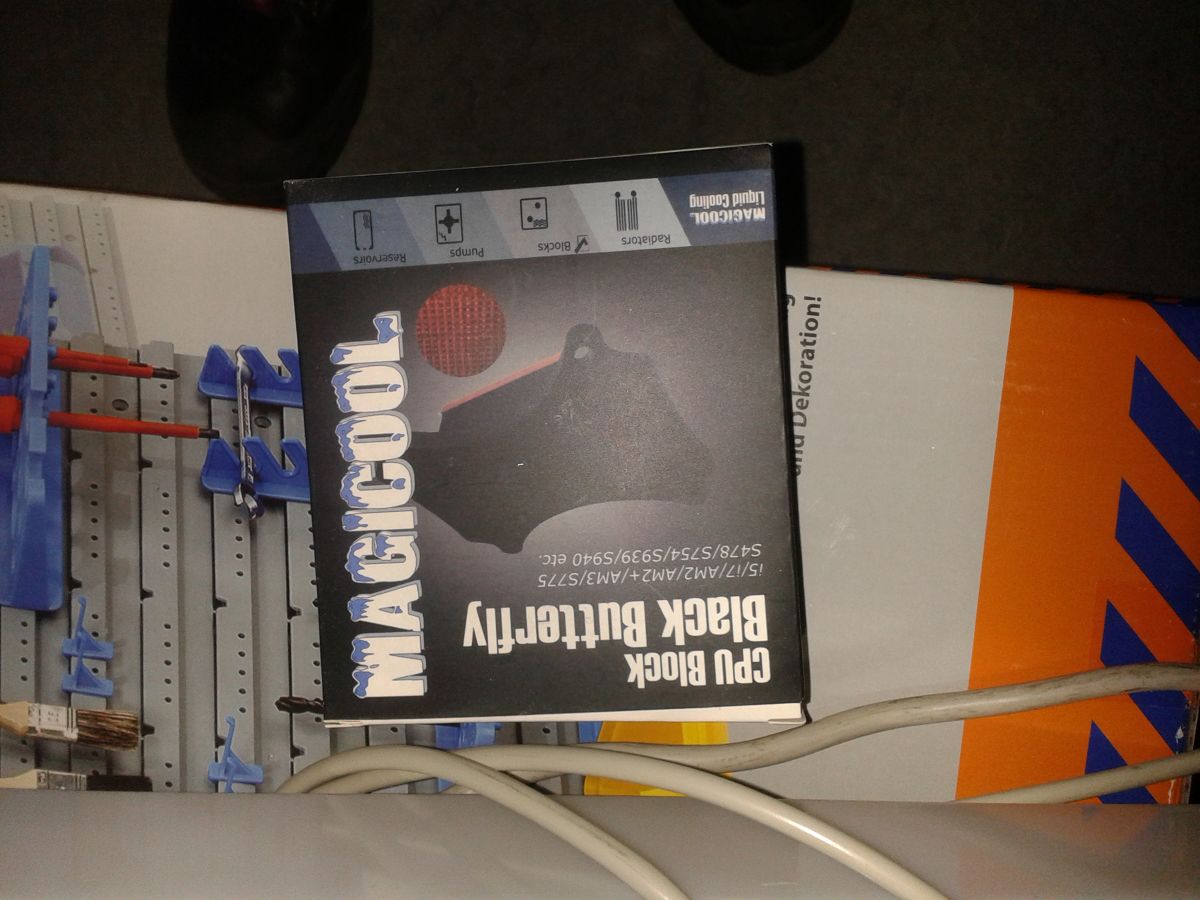 CPU Block
Black Butterfly
i5/i7/AM2/AM2+/AM3/S775
S478/S754/S939/S940 etc.
MAGICOOL
MAGICOOL
Liquid Cooling
Radiators
Blocks
Pumps
Reservoirs
und Dekoration!